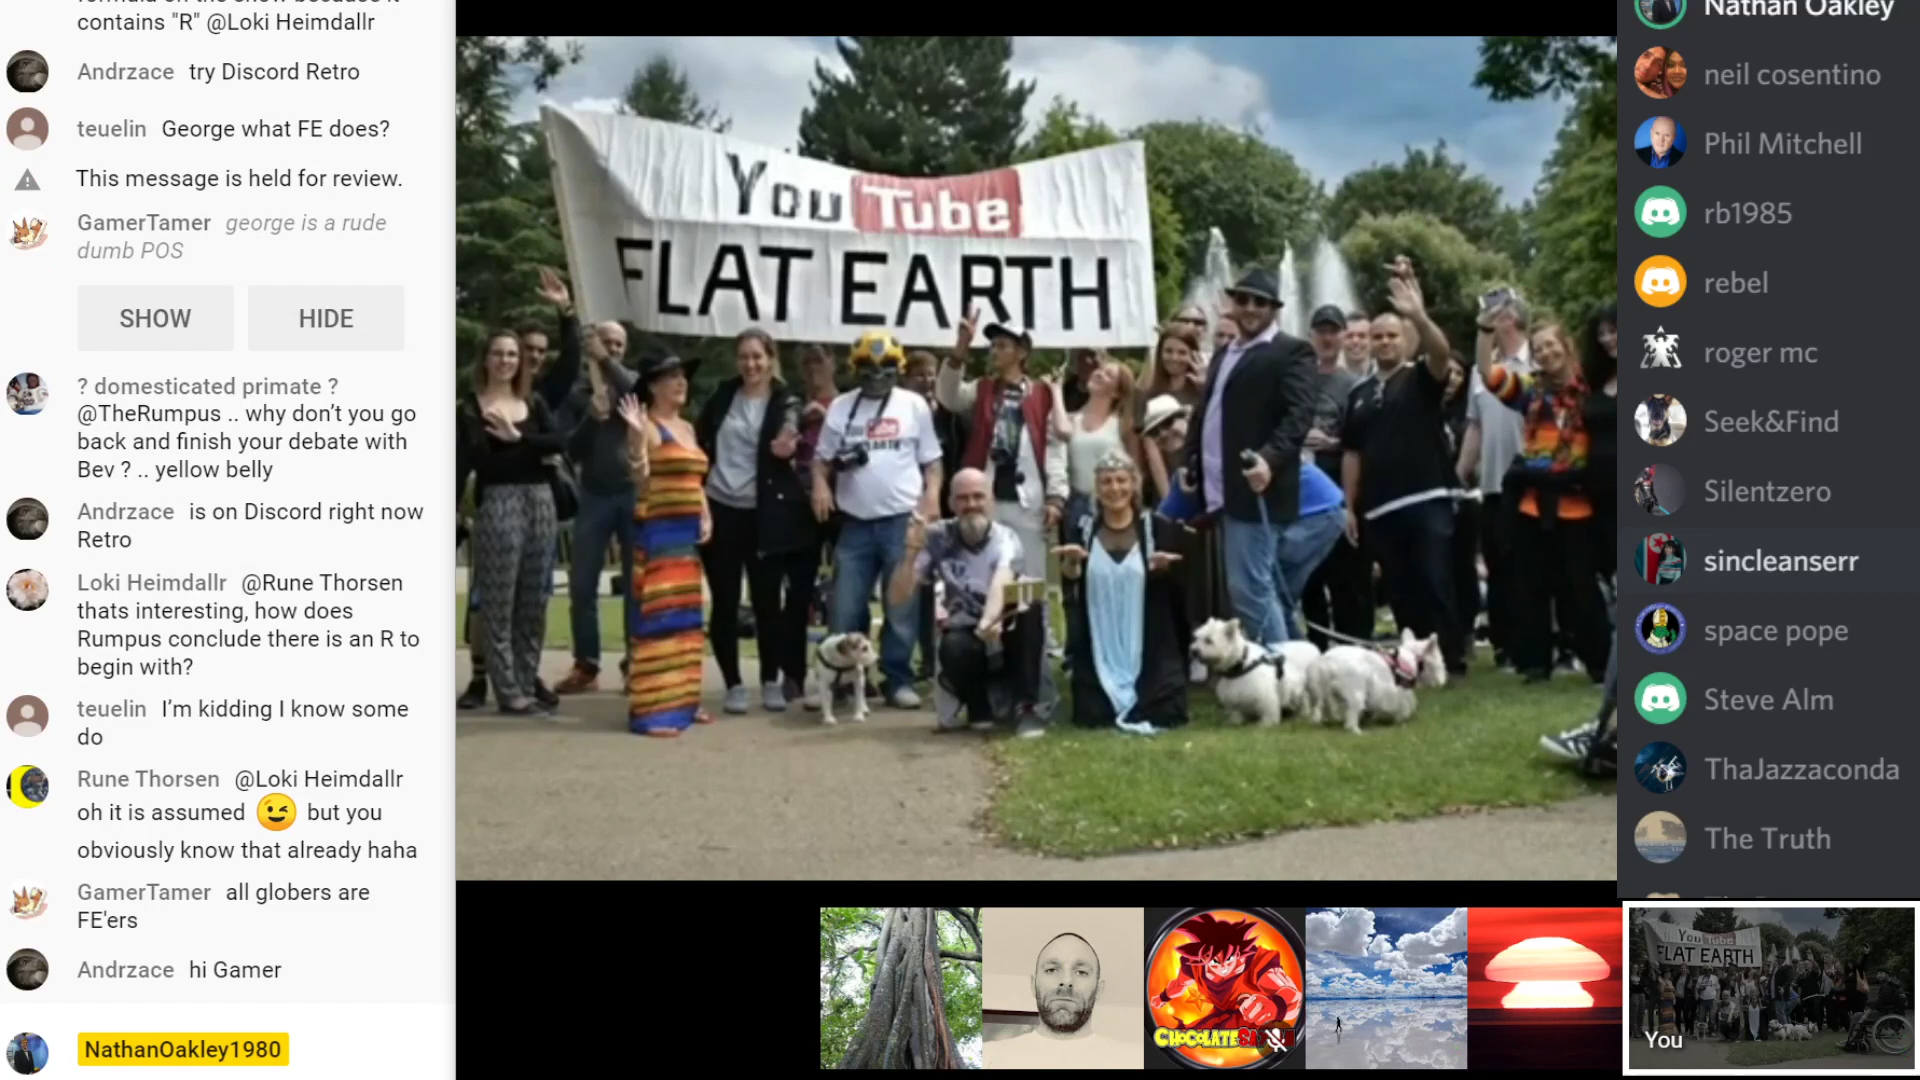 contains "R" @Loki Heimdallr
Andrzace try Discord Retro
teuelin George what FE does?
This message is held for review.
GamerTamer george is a rude
dumb POS
SHOW
HIDE
? domesticated primate ?
@TheRumpus .. why don't you go
back and finish your debate with
Bev ? .. yellow belly
Andrzace is on Discord right now
Retro
Loki Heimdallr @Rune Thorsen
thats interesting, how does
Rumpus conclude there is an R to
begin with?
teuelin I'm kidding I know some
do
Rune Thorsen @Loki Heimdallr
oh it is assumed 😉 but you
obviously know that already haha
GamerTamer all globers are
FE'ers
Andrzace hi Gamer
NathanOakley1980
You Tube
FLAT EARTH
Nathan Oakley
neil cosentino
Phil Mitchell
rb1985
rebel
roger mc
Seek&Find
Silentzero
sincleanserr
space pope
Steve Alm
ThaJazzaconda
The Truth
You Tube
FLAT EARTH
You